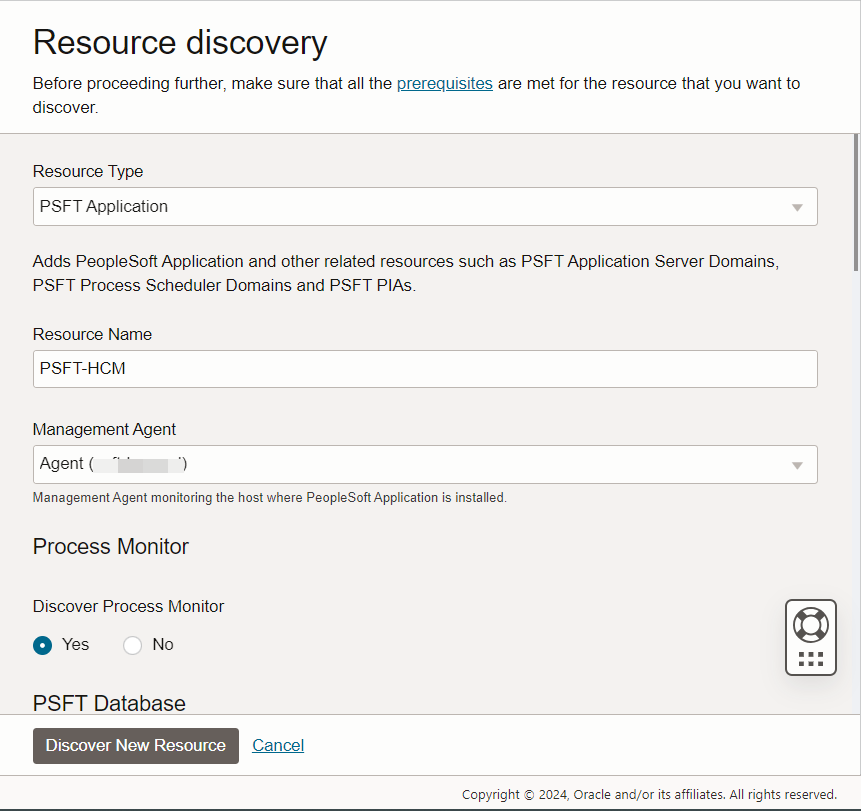 Resource discovery
Before proceeding further, make sure that all the prerequisites are met for the resource that you want to
discover.
Resource Type
PSFT Application
Adds PeopleSoft Application and other related resources such as PSFT Application Server Domains,
PSFT Process Scheduler Domains and PSFT PIAs.
Resource Name
PSFT-HCM
Management Agent
Agent ( )
Management Agent monitoring the host where PeopleSoft Application is installed.
Process Monitor
Discover Process Monitor
Yes No
PSFT Database
Discover New Resource Cancel
Copyright © 2024, Oracle and/or its affiliates. All rights reserved.